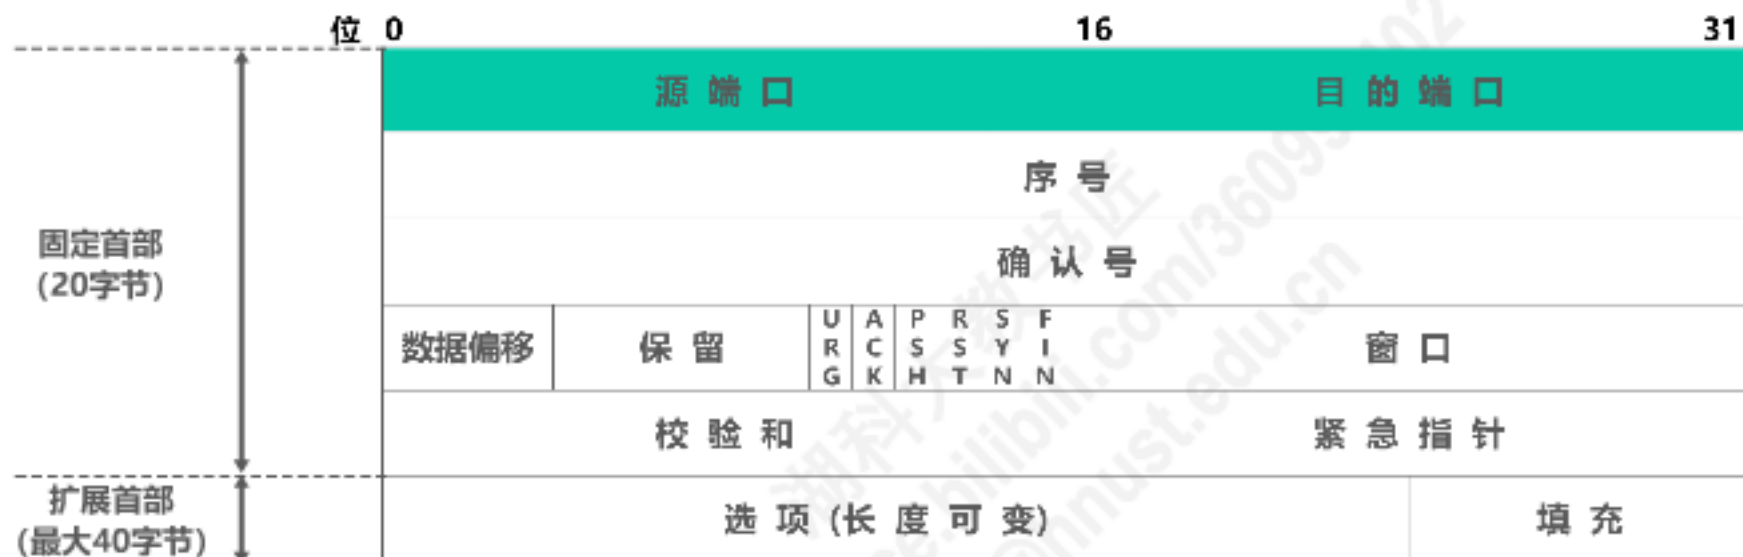 位 0 16 31
源端口 目的端口
序号
固定首部
(20字节)
确认号
数据偏移 保留 URG ACK PSH RST SYN FIN 窗口
校验和 紧急指针
扩展首部
(最大40字节)
选项(长度可变) 填充